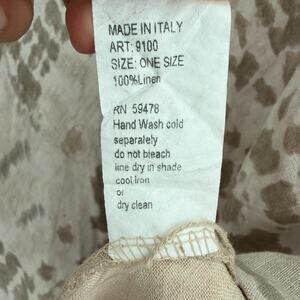 MADE IN ITALY
ART: 9100
SIZE: ONE SIZE
100%Linen
RN 59478
Hand Wash cold
separately
do not bleach
line dry in shade
cool iron
or
dry clean